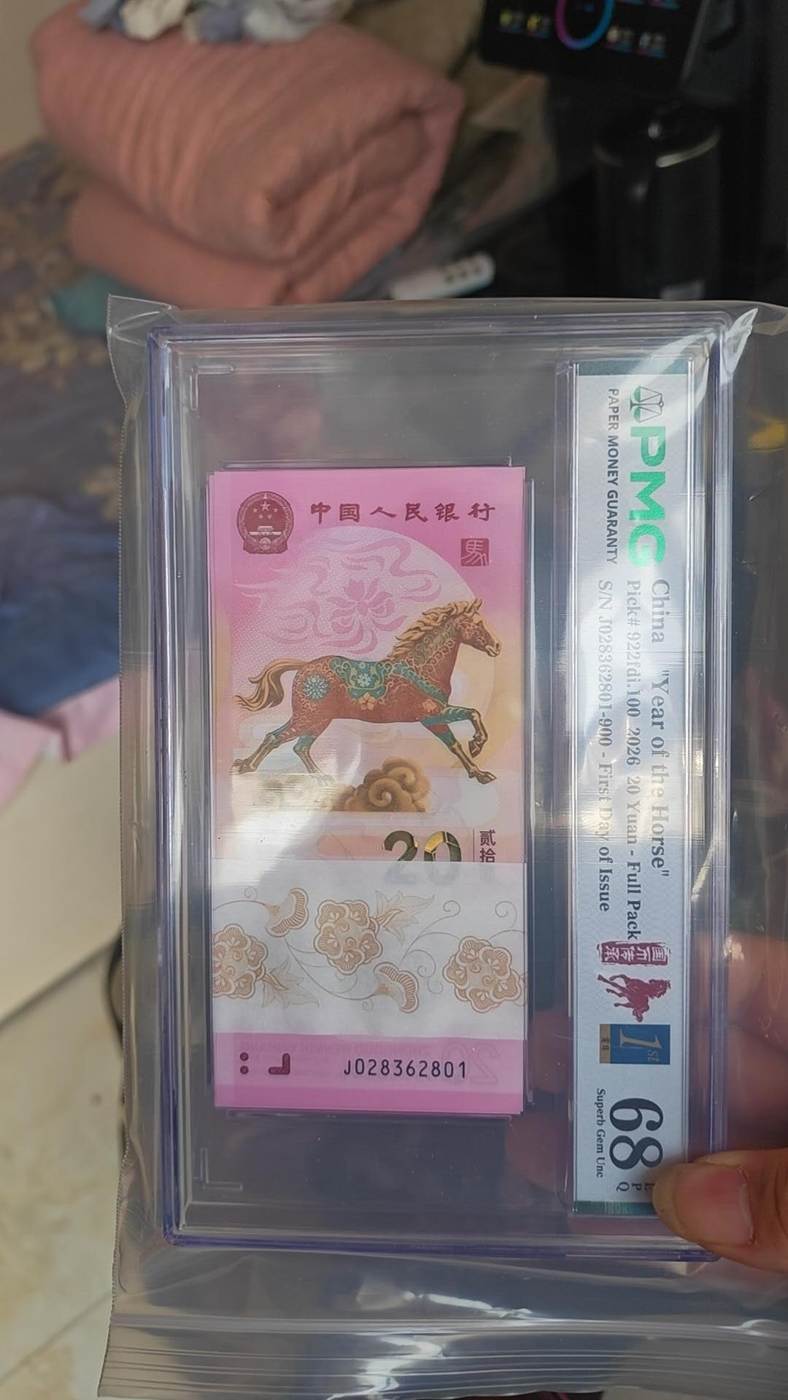 中国人民银行
馬
20
贰拾
J028362801
PMG
PAPER MONEY GUARANTY
China "Year of the Horse"
Pick# 922fdi.100 2026 20 Yuan - Full Pack
S/N J028362801-900 - First Day of Issue
1st
68
EPQ
Superb Gem Unc